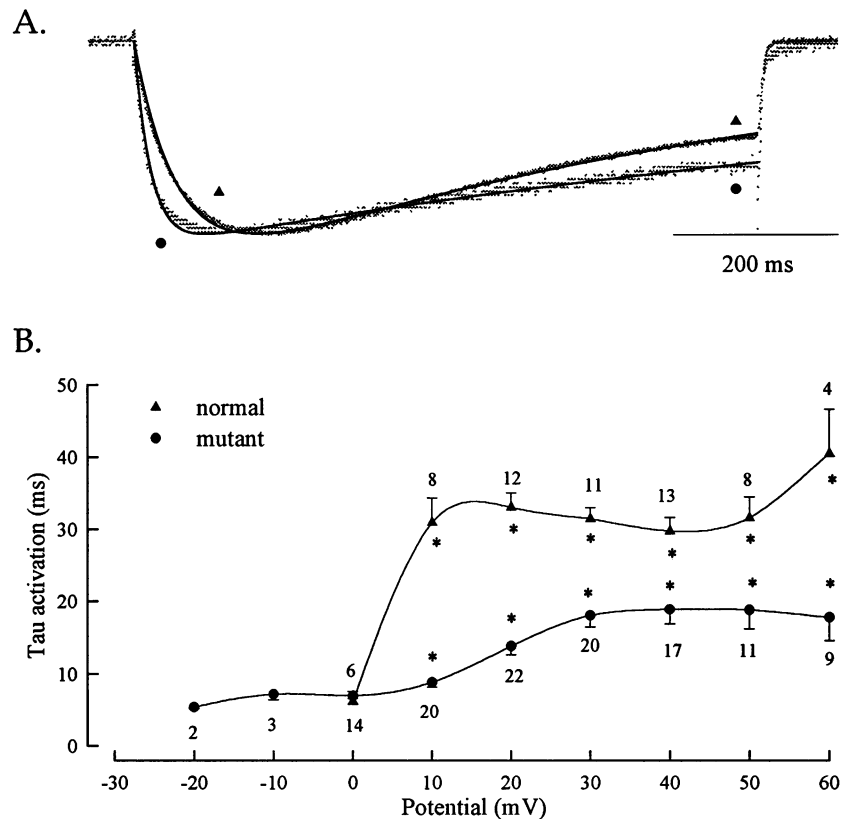 A.
200 ms
B.
50
40
30
20
10
0
Tau activation (ms)
normal
mutant
4
8 12 11 13 8
* * * * * *
* * * * * *
6
2 3 14 20 22 20 17 11 9
-30 -20 -10 0 10 20 30 40 50 60
Potential (mV)